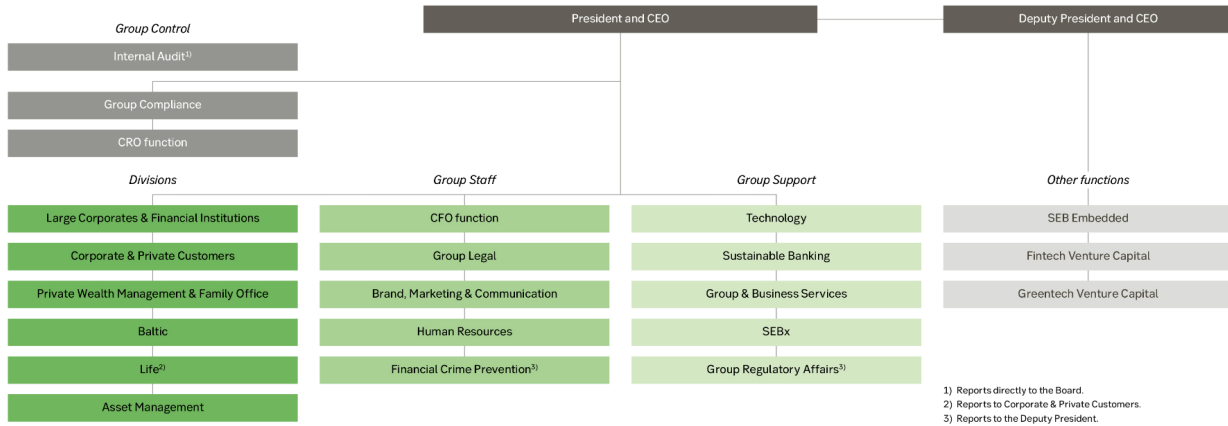 President and CEO
Deputy President and CEO
Group Control
Internal Audit1)
Group Compliance
CRO function
Divisions
Large Corporates & Financial Institutions
Corporate & Private Customers
Private Wealth Management & Family Office
Baltic
Life2)
Asset Management
Group Staff
CFO function
Group Legal
Brand, Marketing & Communication
Human Resources
Financial Crime Prevention3)
Group Support
Technology
Sustainable Banking
Group & Business Services
SEBx
Group Regulatory Affairs3)
Other functions
SEB Embedded
Fintech Venture Capital
Greentech Venture Capital
1) Reports directly to the Board.
2) Reports to Corporate & Private Customers.
3) Reports to the Deputy President.